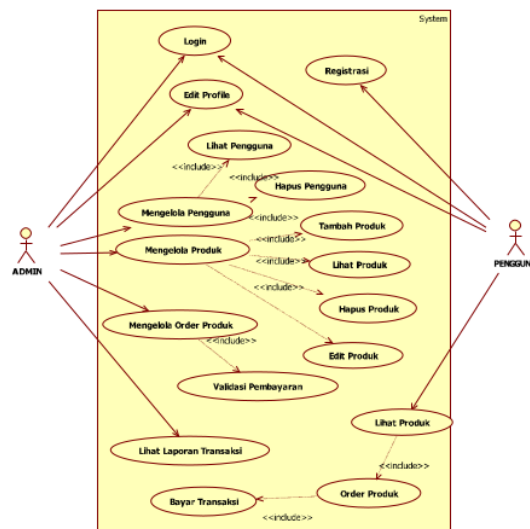 System
Login
Registrasi
Edit Profile
Lihat Pengguna
<<include>>
<<include>>
Hapus Pengguna
Mengelola Pengguna
<<include>>
Tambah Produk
Mengelola Produk
<<include>>
Lihat Produk
<<include>>
Hapus Produk
ADMIN
PENGGUN
Mengelola Order Produk
<<include>>
Edit Produk
Validasi Pembayaran
Lihat Produk
Lihat Laporan Transaksi
<<include>>
Order Produk
Bayar Transaksi
<<include>>